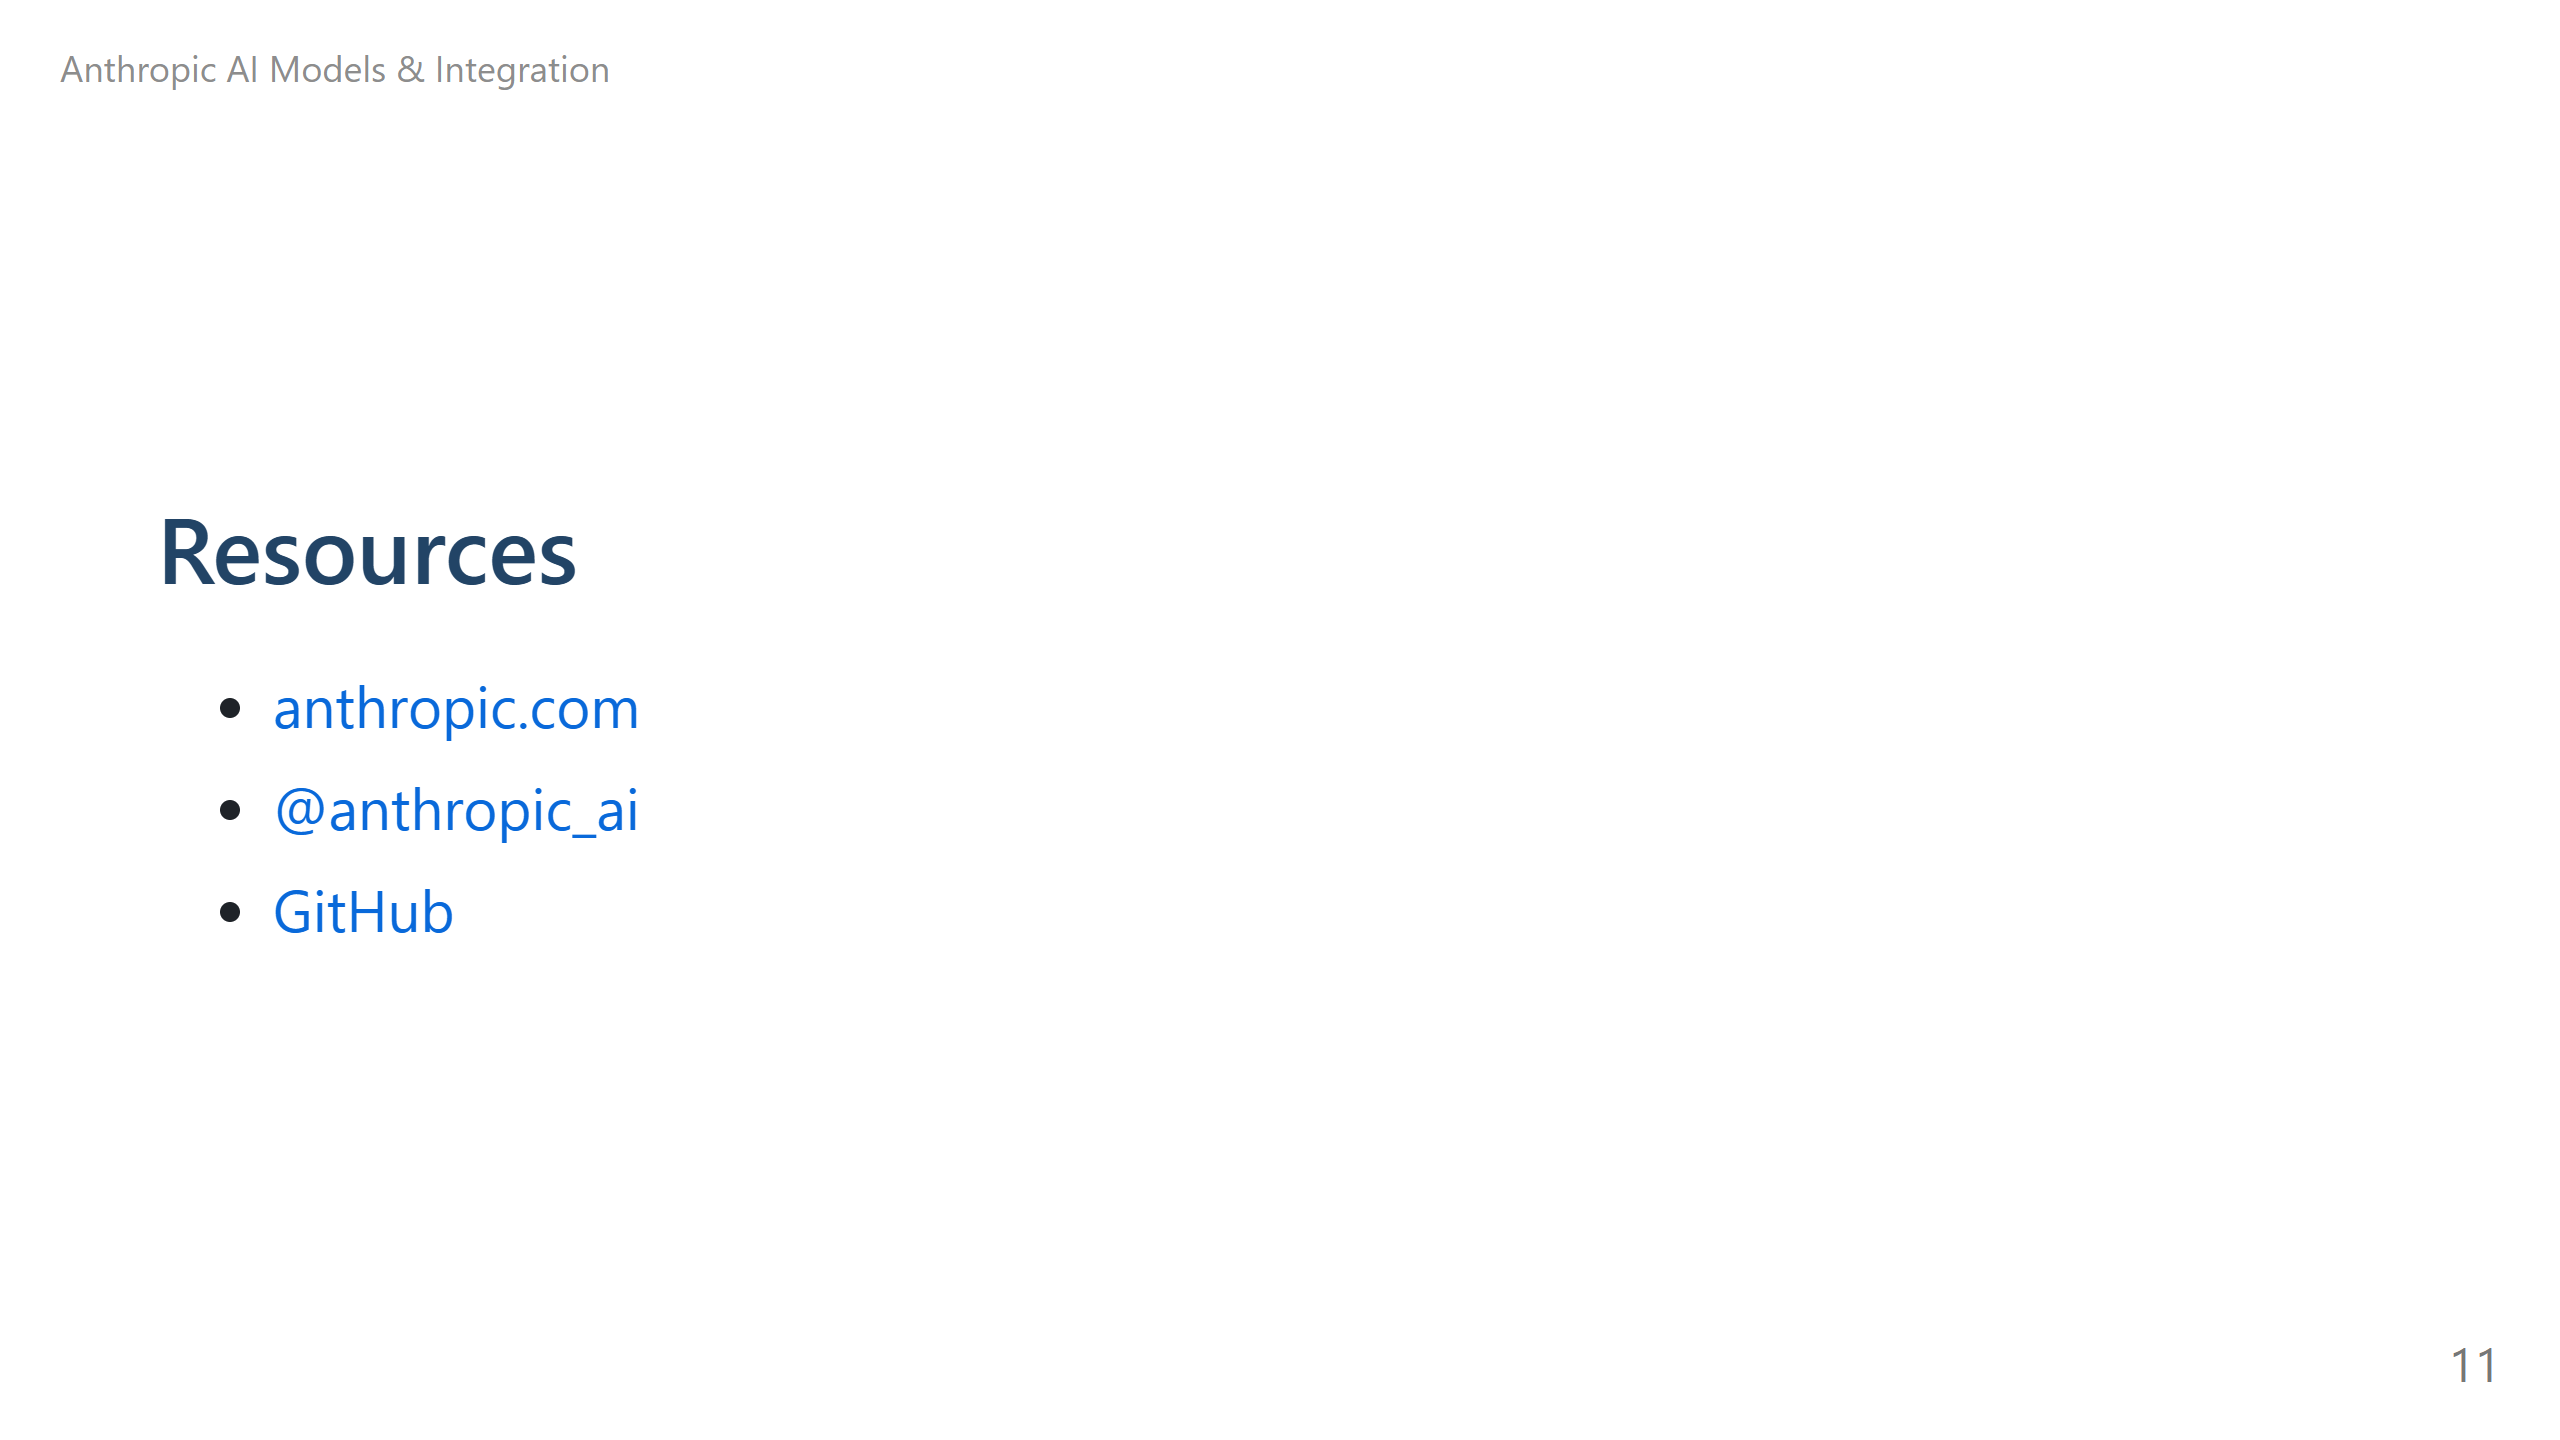 Anthropic AI Models & Integration
Resources
• anthropic.com
• @anthropic_ai
• GitHub
11